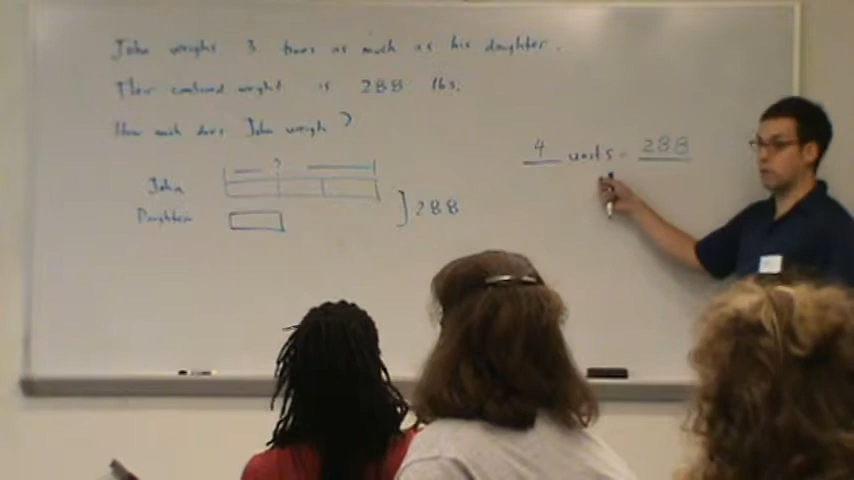 John weighs 3 times as much as his daughter.
Their combined weight is 288 lbs.
How much does John weigh?
?
John
Daughter
]288
4 units = 288